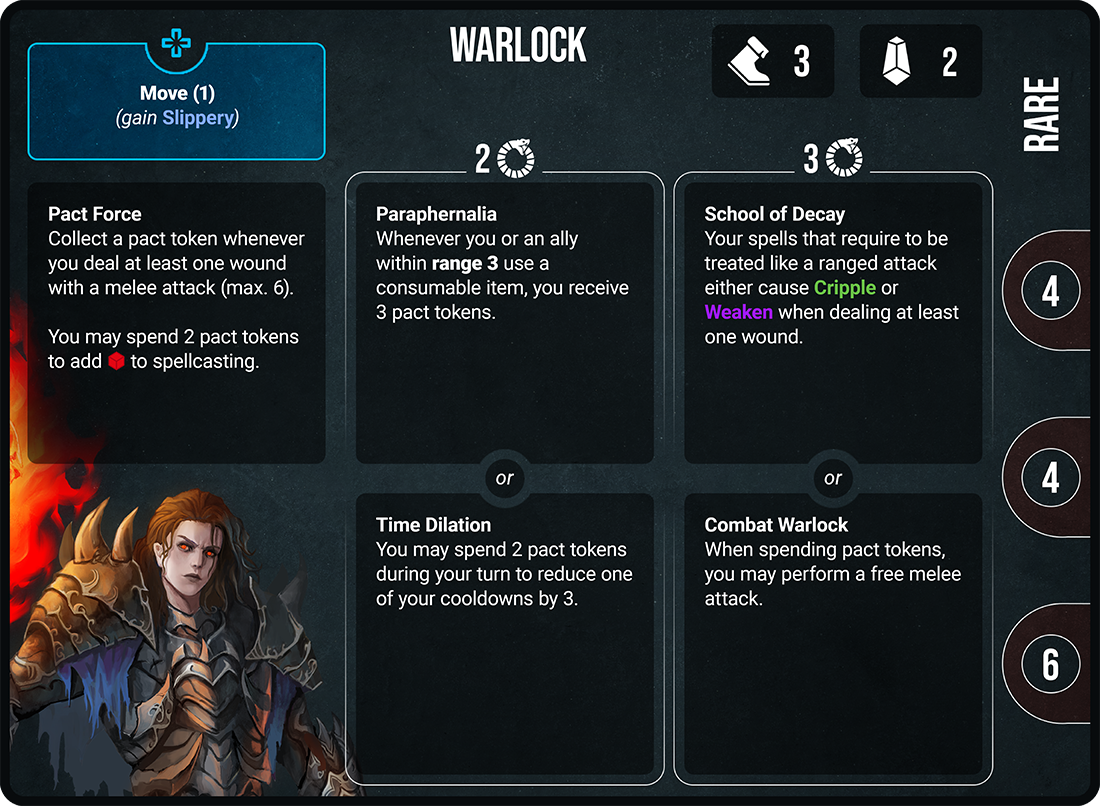 WARLOCK
3
2
RARE
Move (1)
(gain Slippery)
Pact Force
Collect a pact token whenever
you deal at least one wound
with a melee attack (max. 6).
You may spend 2 pact tokens
to add to spellcasting.
2
Paraphernalia
Whenever you or an ally
within range 3 use a
consumable item, you receive
3 pact tokens.
or
Time Dilation
You may spend 2 pact tokens
during your turn to reduce one
of your cooldowns by 3.
3
School of Decay
Your spells that require to be
treated like a ranged attack
either cause Cripple or
Weaken when dealing at least
one wound.
or
Combat Warlock
When spending pact tokens,
you may perform a free melee
attack.
4
4
6